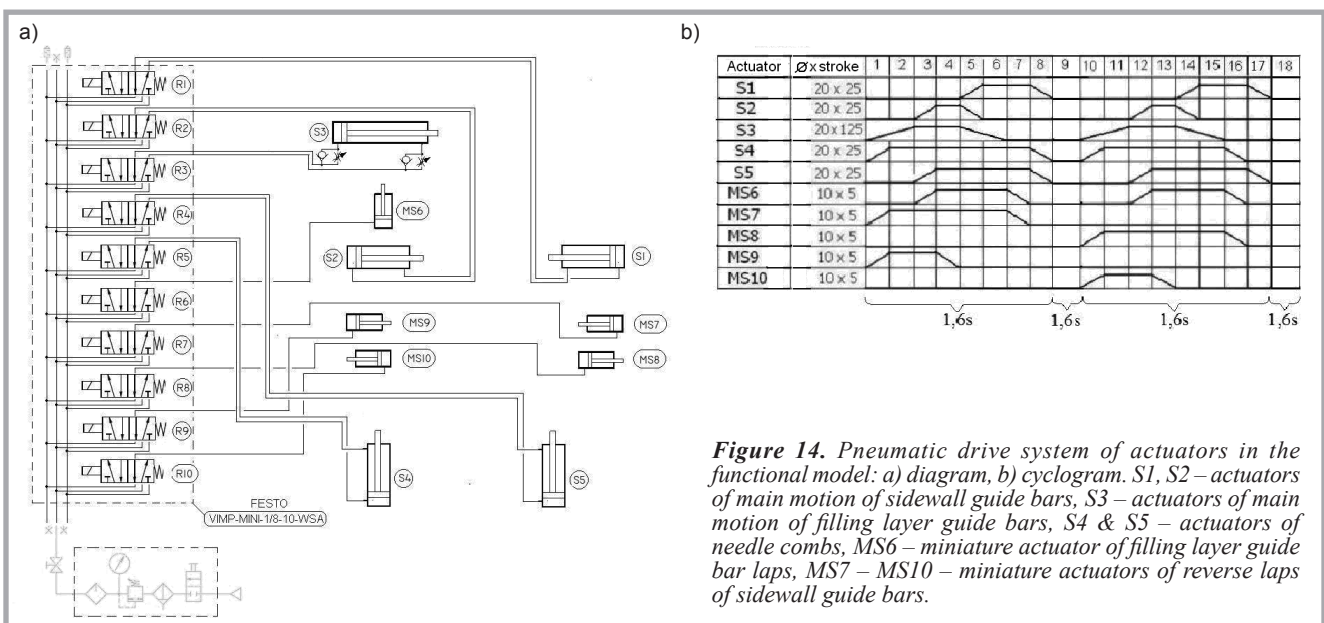 a)
R1
R2
R3
R4
R5
R6
R7
R8
R9
R10
S3
MS6
S2
S1
MS9
MS7
MS10
MS8
S4
S5
FESTO
VIMP-MINI-1/8-10-WSA
b)
Actuator Øxstroke 1 2 3 4 5 6 7 8 9 10 11 12 13 14 15 16 17 18
S1 20 x 25
S2 20 x 25
S3 20x125
S4 20 x 25
S5 20 x 25
MS6 10 x 5
MS7 10 x 5
MS8 10 x 5
MS9 10 x 5
MS10 10 x 5
1,6s 1,6s 1,6s 1,6s
Figure 14. Pneumatic drive system of actuators in the
functional model: a) diagram, b) cyclogram. S1, S2 – actuators
of main motion of sidewall guide bars, S3 – actuators of main
motion of filling layer guide bars, S4 & S5 – actuators of
needle combs, MS6 – miniature actuator of filling layer guide
bar laps, MS7 – MS10 – miniature actuators of reverse laps
of sidewall guide bars.